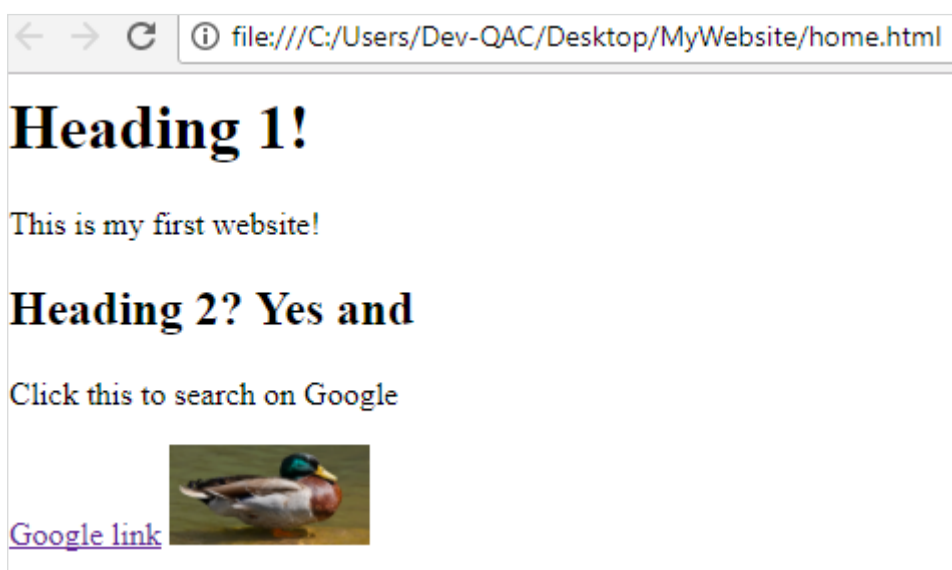 file:///C:/Users/Dev-QAC/Desktop/MyWebsite/home.html
Heading 1!
This is my first website!
Heading 2? Yes and
Click this to search on Google
Google link